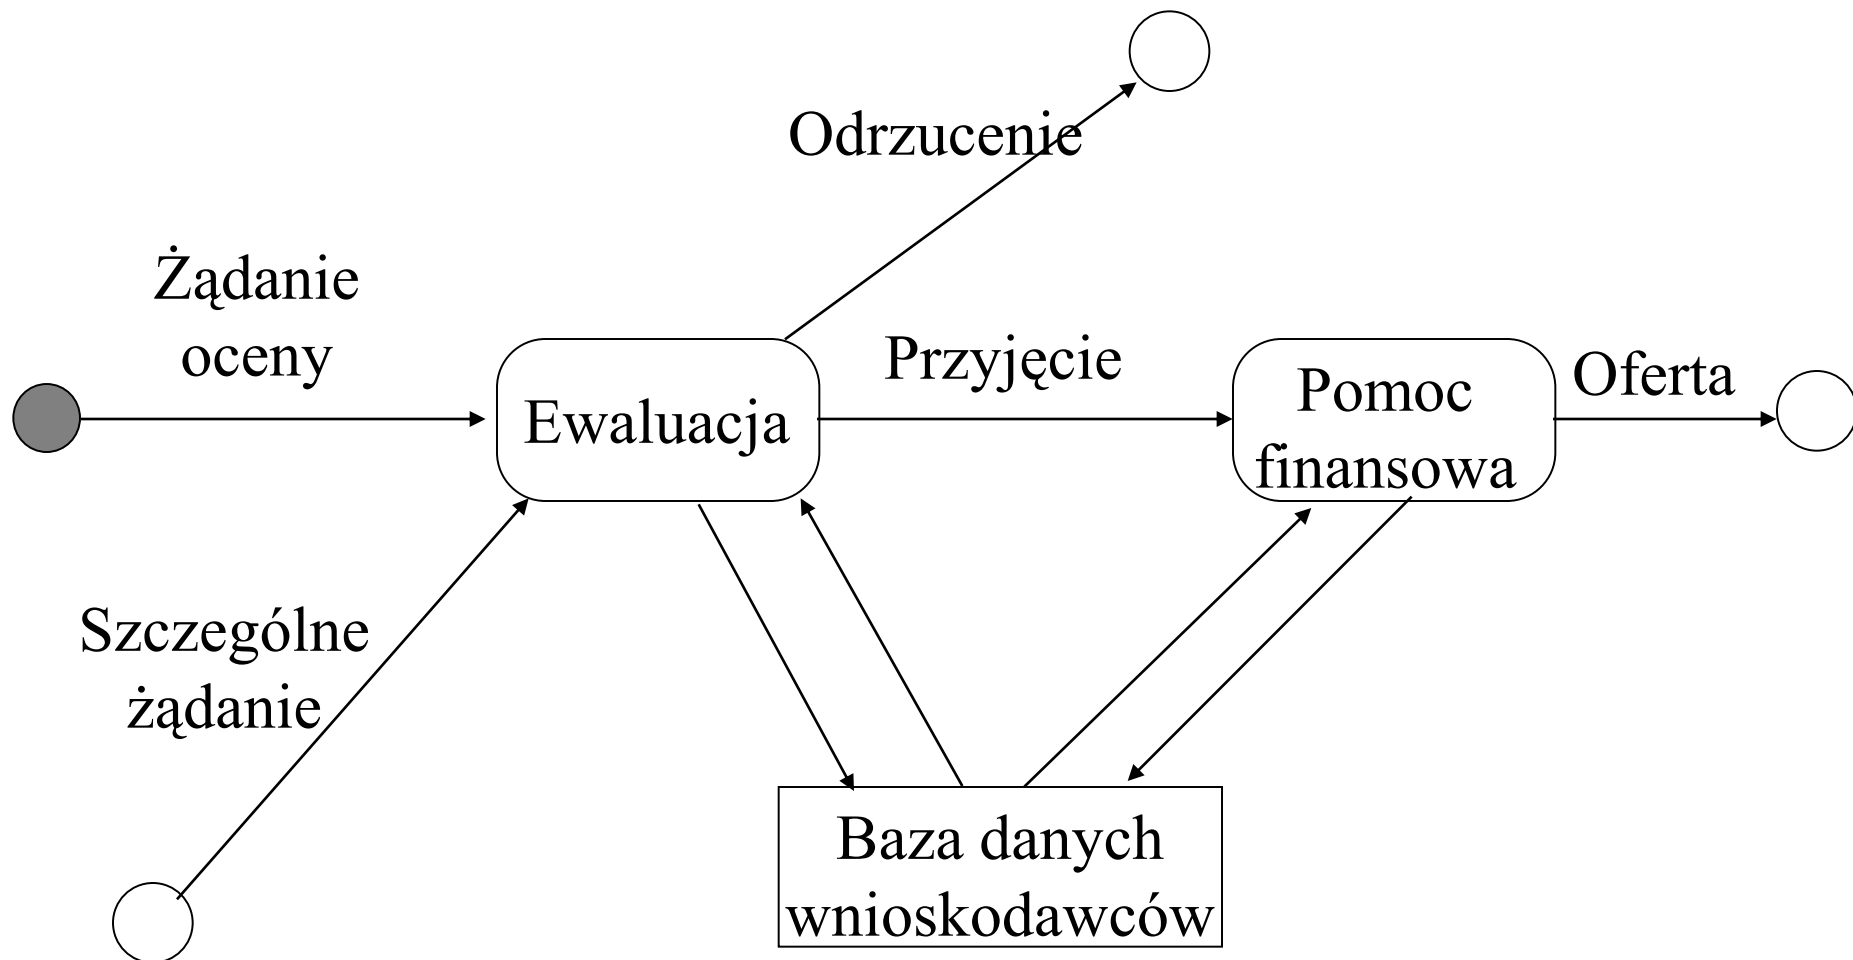 Odrzucenie
Żądanie
oceny
Ewaluacja
Przyjęcie
Pomoc
finansowa
Oferta
Szczególne
żądanie
Baza danych
wnioskodawców